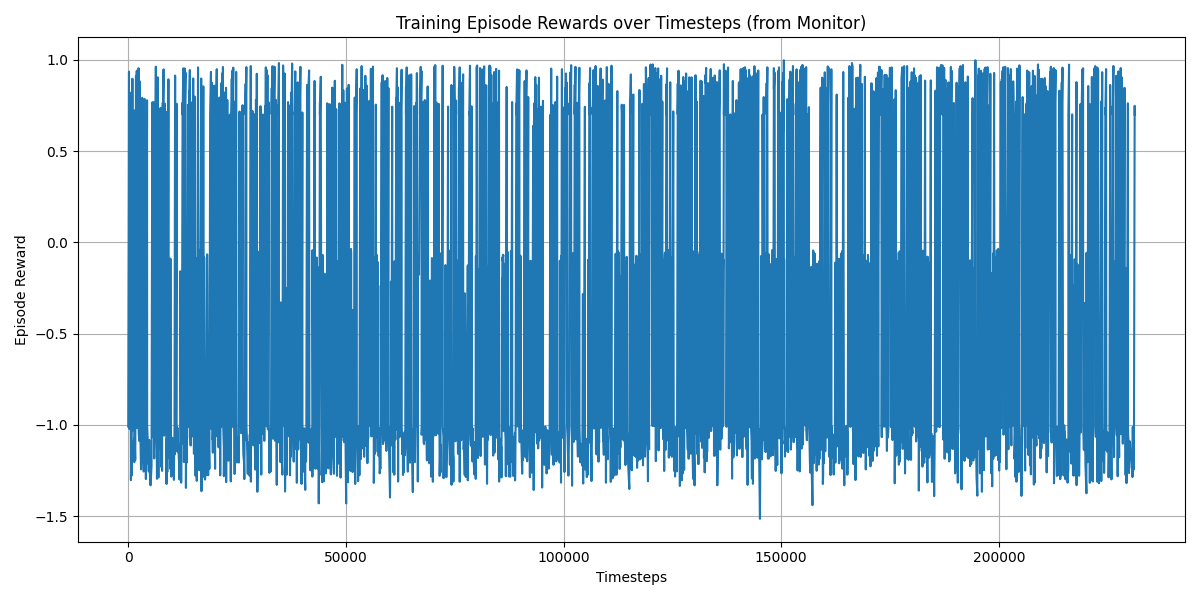 Training Episode Rewards over Timesteps (from Monitor)
1.0
0.5
0.0
−0.5
−1.0
−1.5
Episode Reward
0 50000 100000 150000 200000
Timesteps